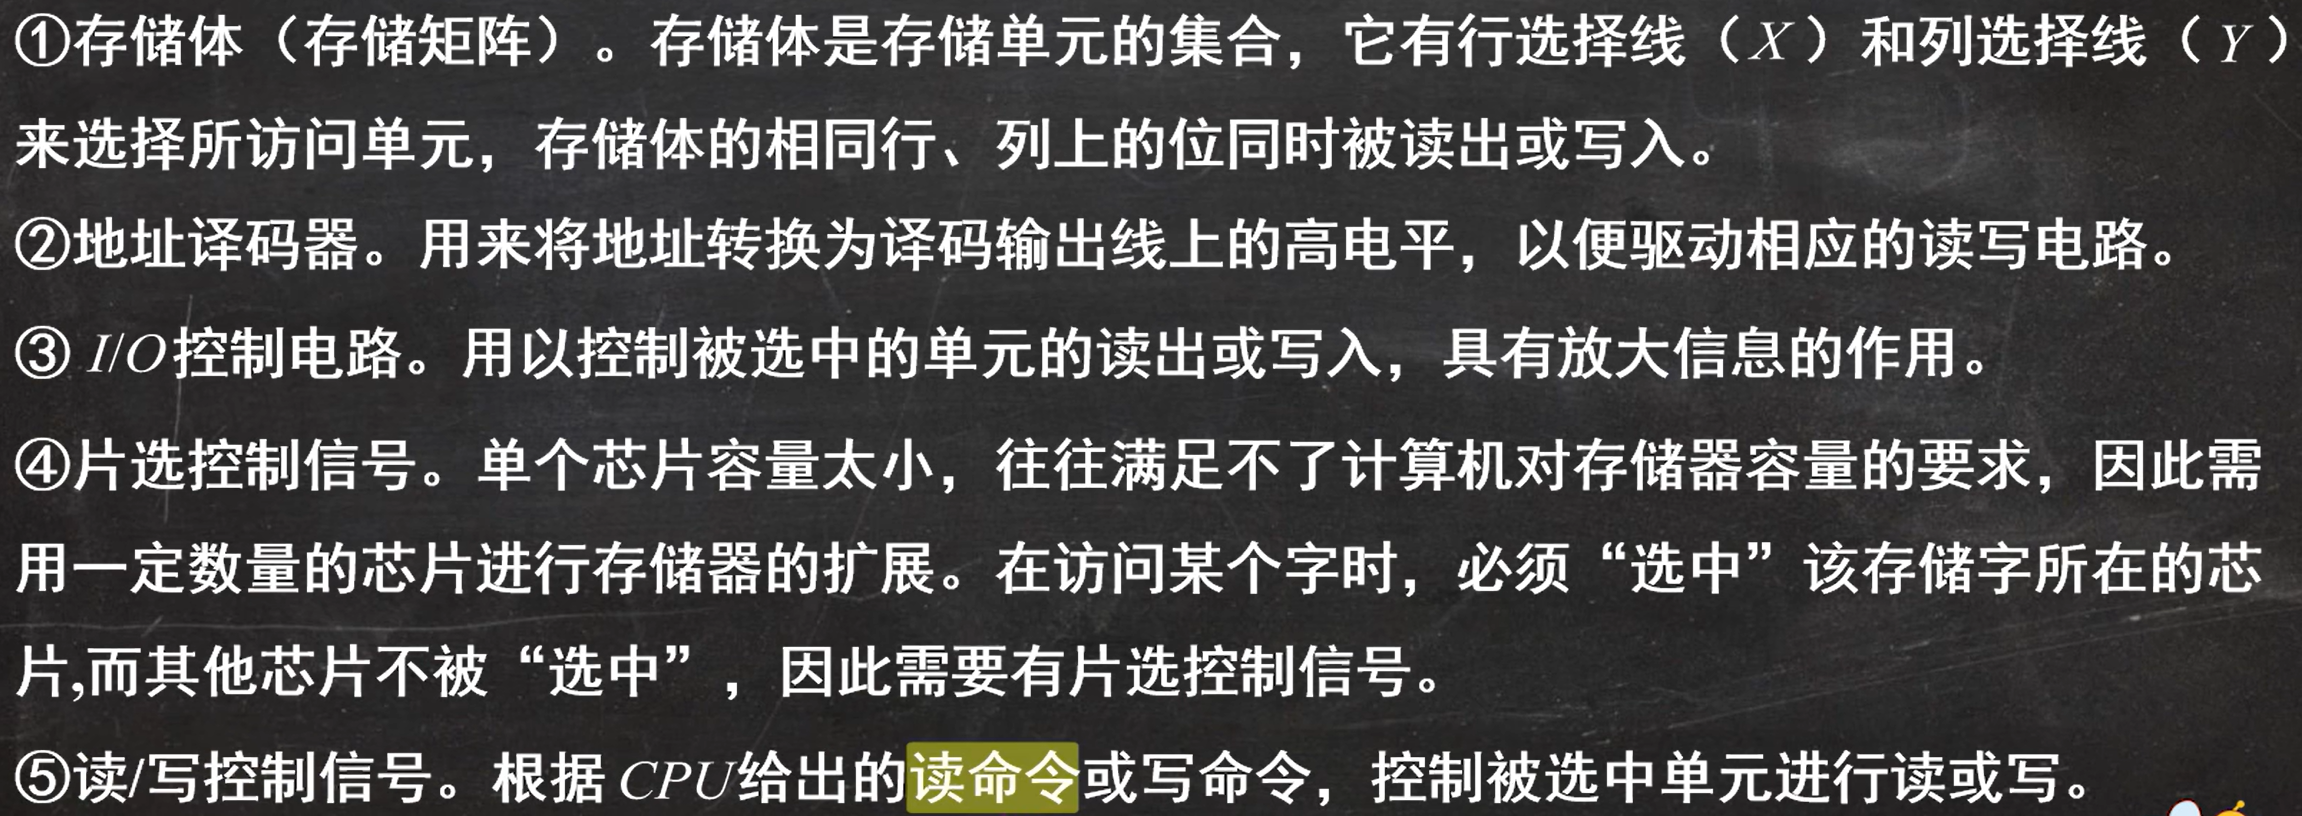 ①存储体（存储矩阵）。存储体是存储单元的集合，它有行选择线（X）和列选择线（Y）
来选择所访问单元，存储体的相同行、列上的位同时被读出或写入。
②地址译码器。用来将地址转换为译码输出线上的高电平，以便驱动相应的读写电路。
③ I/O控制电路。用以控制被选中的单元的读出或写入，具有放大信息的作用。
④片选控制信号。单个芯片容量太小，往往满足不了计算机对存储器容量的要求，因此需
用一定数量的芯片进行存储器的扩展。在访问某个字时，必须“选中”该存储字所在的芯
片,而其他芯片不被“选中”，因此需要有片选控制信号。
⑤读/写控制信号。根据CPU给出的读命令或写命令，控制被选中单元进行读或写。